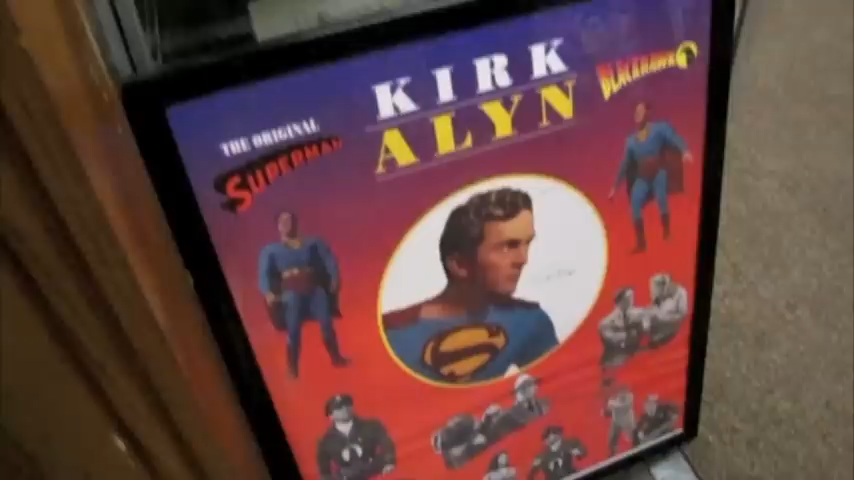 KIRK
ALYN
THE ORIGINAL
SUPERMAN
BLACKHAWK